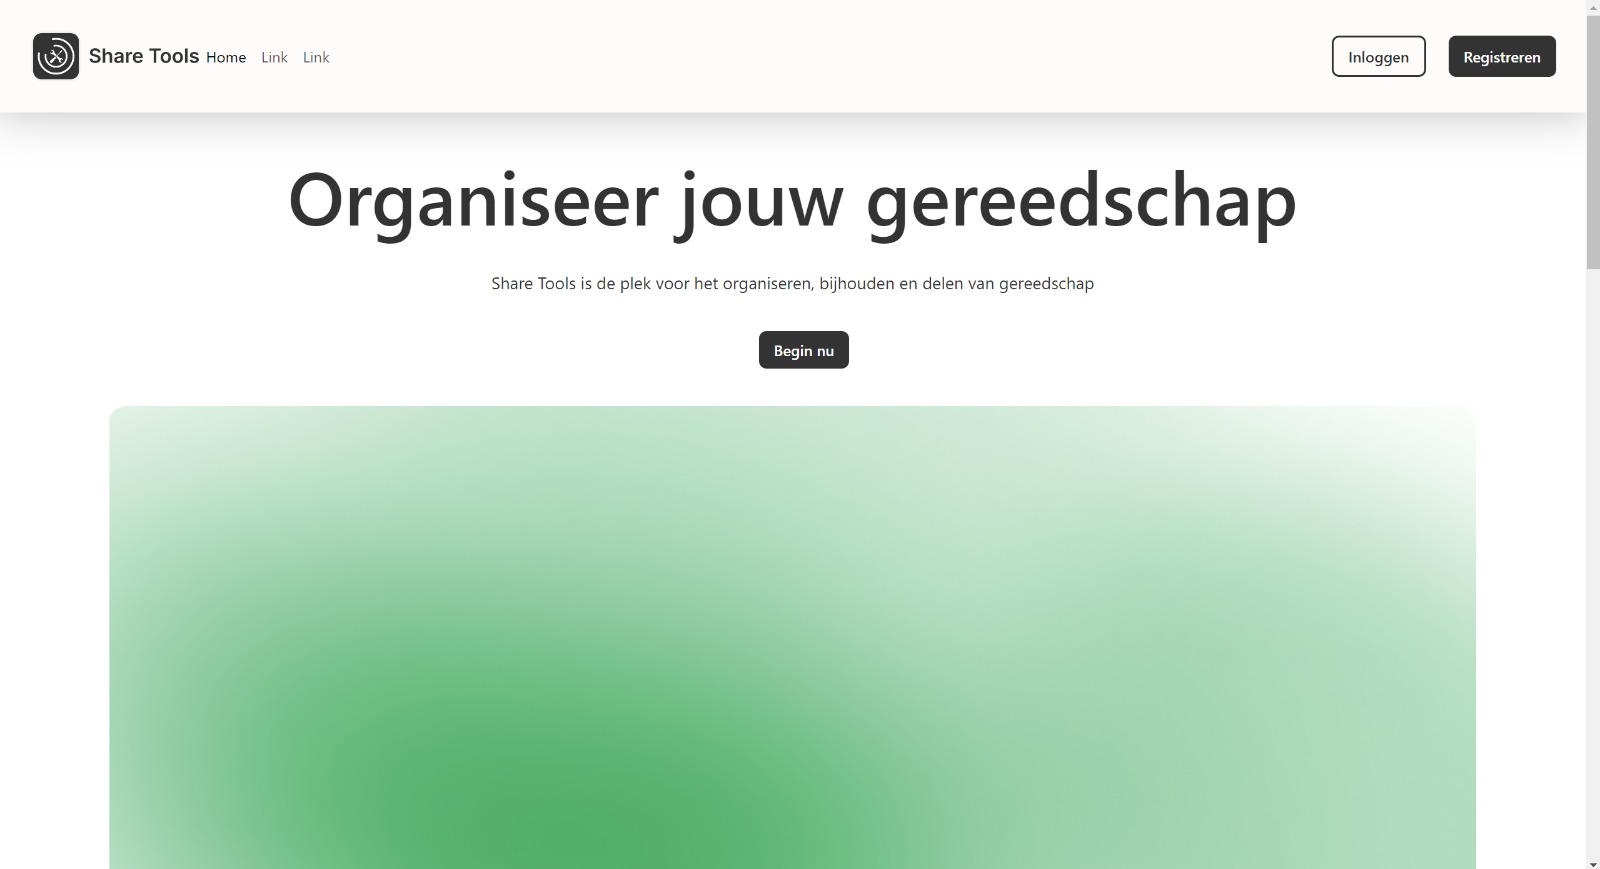 Share Tools Home Link Link Inloggen Registreren
Organiseer jouw gereedschap
Share Tools is de plek voor het organiseren, bijhouden en delen van gereedschap
Begin nu